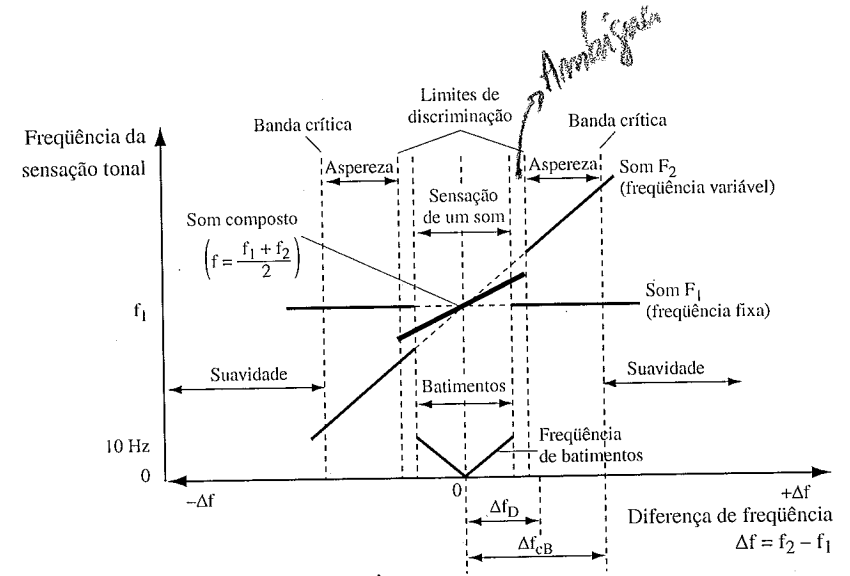 Ambígua
Limites de
discriminação
Banda crítica
Banda crítica
Freqüência da
sensação tonal
Aspereza
Aspereza
Som F2
(freqüência variável)
Sensação
de um som
Som composto
(f = f1 + f2 / 2)
f1
Som F1
(freqüência fixa)
Suavidade
Suavidade
Batimentos
10 Hz
Freqüência
de batimentos
0
0
−Δf
+Δf
ΔfD
Diferença de freqüência
Δf = f2 − f1
ΔfcB